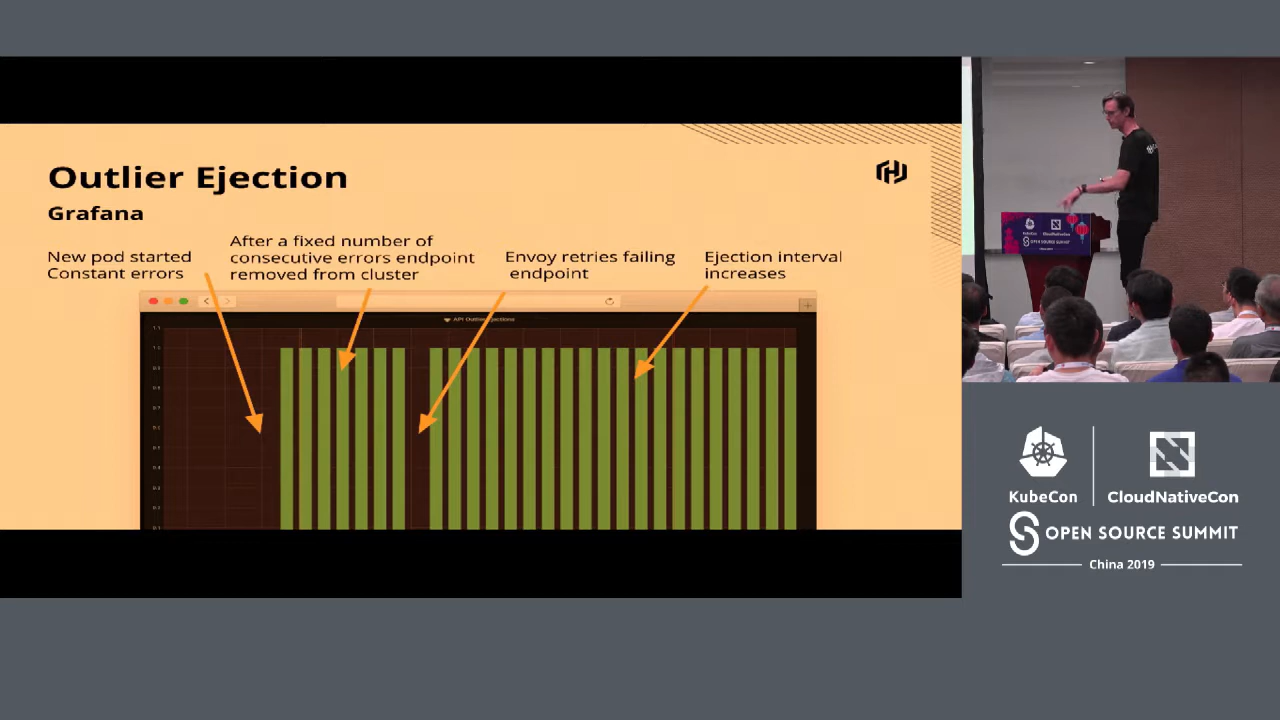 Outlier Ejection
Grafana
New pod started
Constant errors
After a fixed number of
consecutive errors endpoint
removed from cluster
Envoy retries failing
endpoint
Ejection interval
increases
API Outlier Ejections
KubeCon
CloudNativeCon
OPEN SOURCE SUMMIT
China 2019